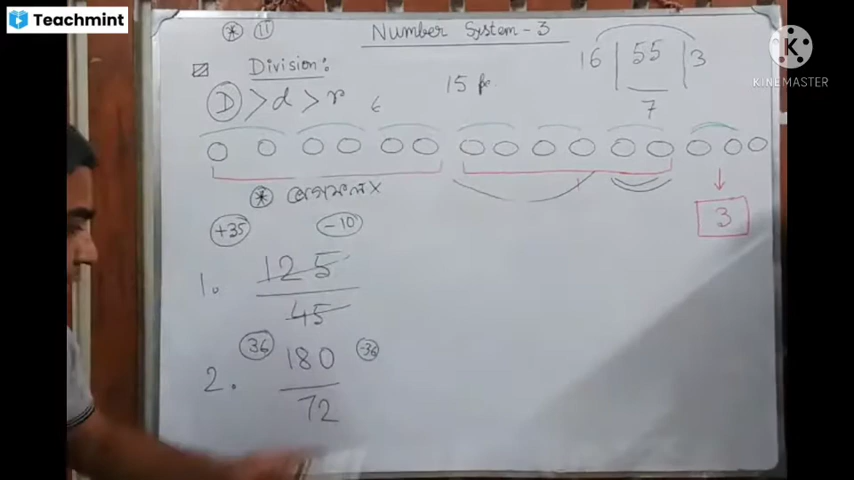 Teachmint
11 Number System - 3
Division:
D > d > r
15
16 | 55 | 3
7
K
KINEMASTER
3
+35 -10
1. 125
45
36 -36
2. 180
72